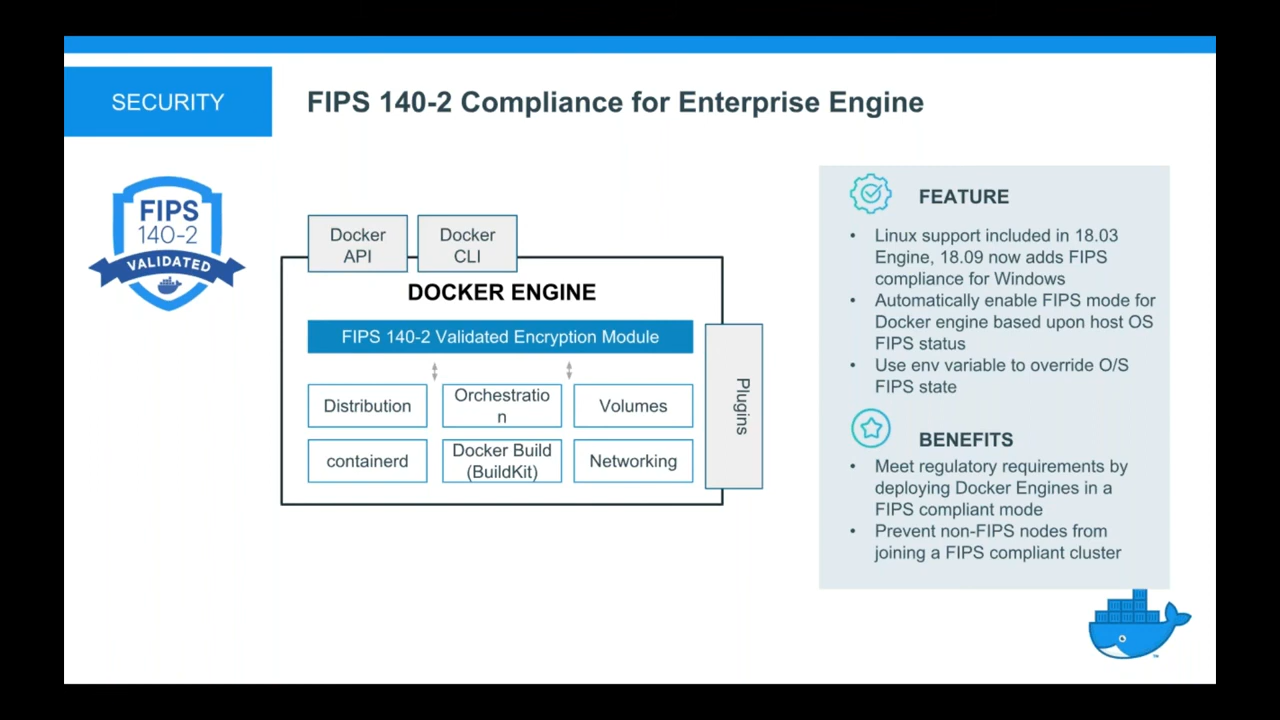 SECURITY
FIPS 140-2 Compliance for Enterprise Engine
FIPS
140-2
VALIDATED
Docker
API
Docker
CLI
DOCKER ENGINE
FIPS 140-2 Validated Encryption Module
Distribution
Orchestratio
n
Volumes
containerd
Docker Build
(BuildKit)
Networking
Plugins
FEATURE
• Linux support included in 18.03
Engine, 18.09 now adds FIPS
compliance for Windows
• Automatically enable FIPS mode for
Docker engine based upon host OS
FIPS status
• Use env variable to override O/S
FIPS state
BENEFITS
• Meet regulatory requirements by
deploying Docker Engines in a
FIPS compliant mode
• Prevent non-FIPS nodes from
joining a FIPS compliant cluster
™